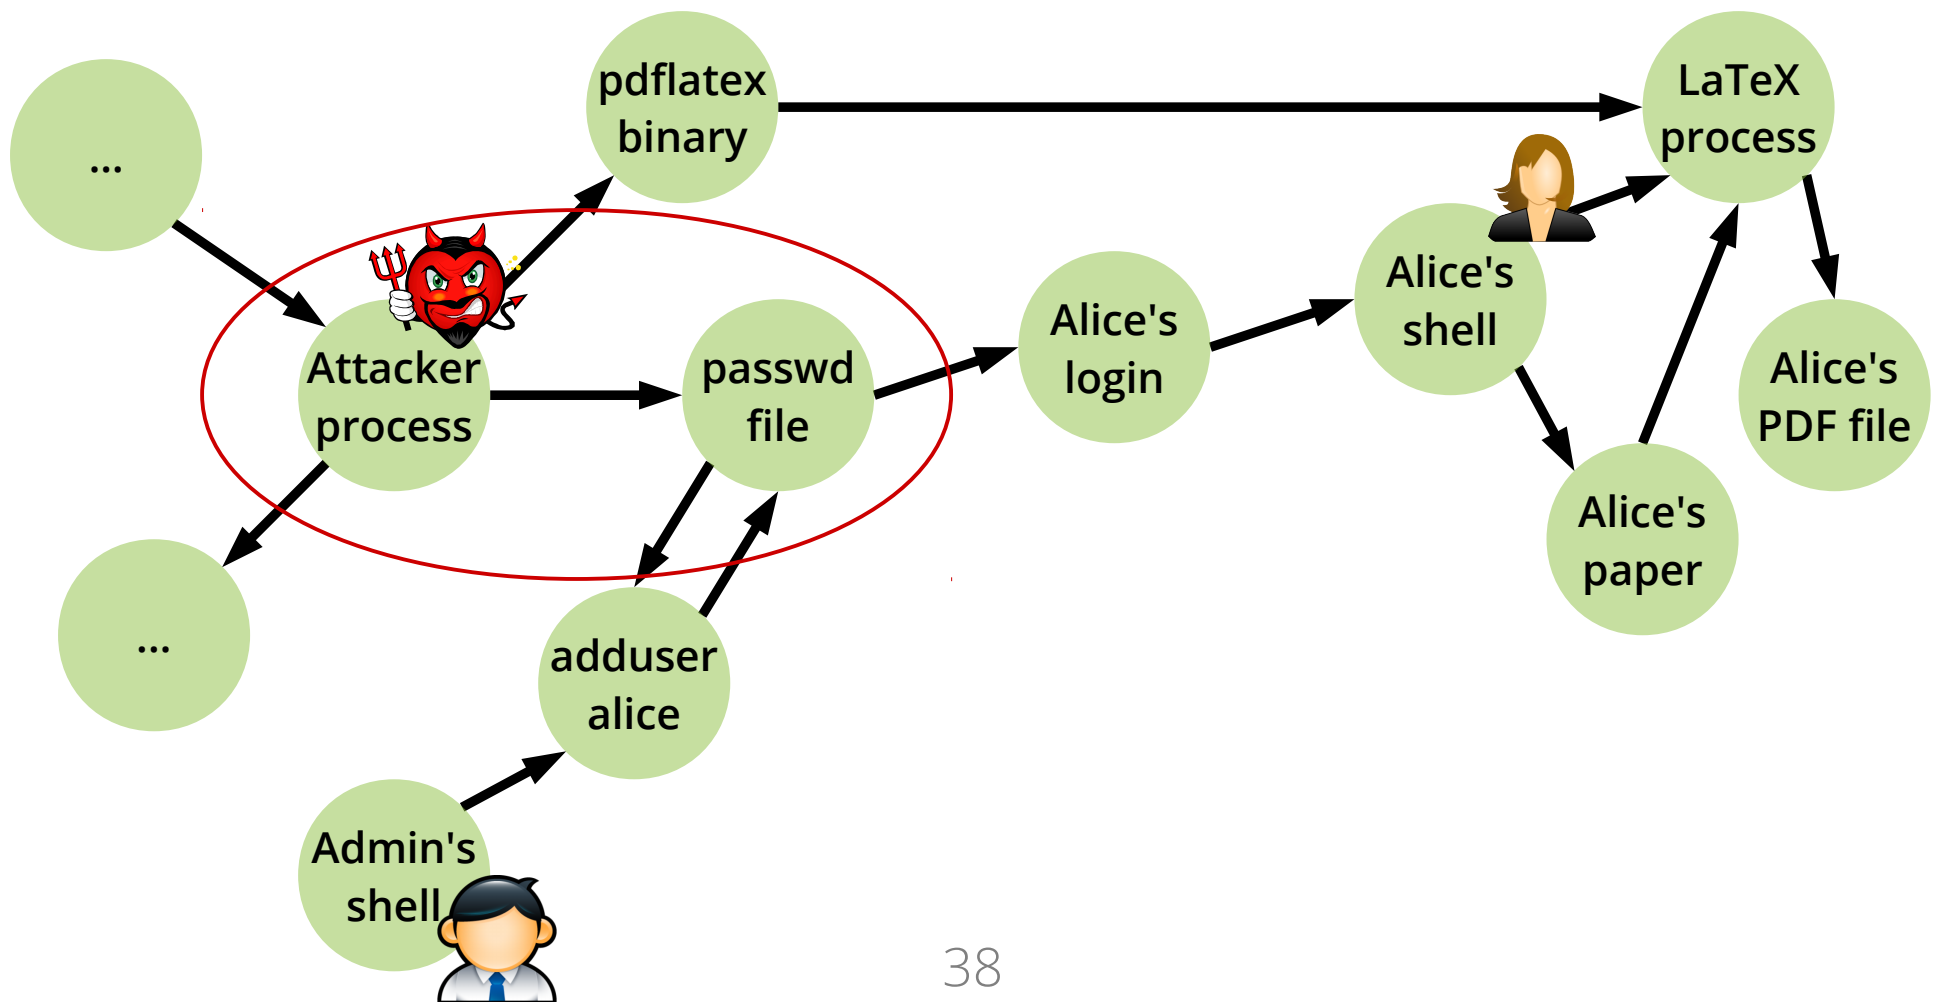 ...
pdflatex
binary
LaTeX
process
Attacker
process
passwd
file
Alice's
login
Alice's
shell
Alice's
PDF file
Alice's
paper
...
adduser
alice
Admin's
shell
38